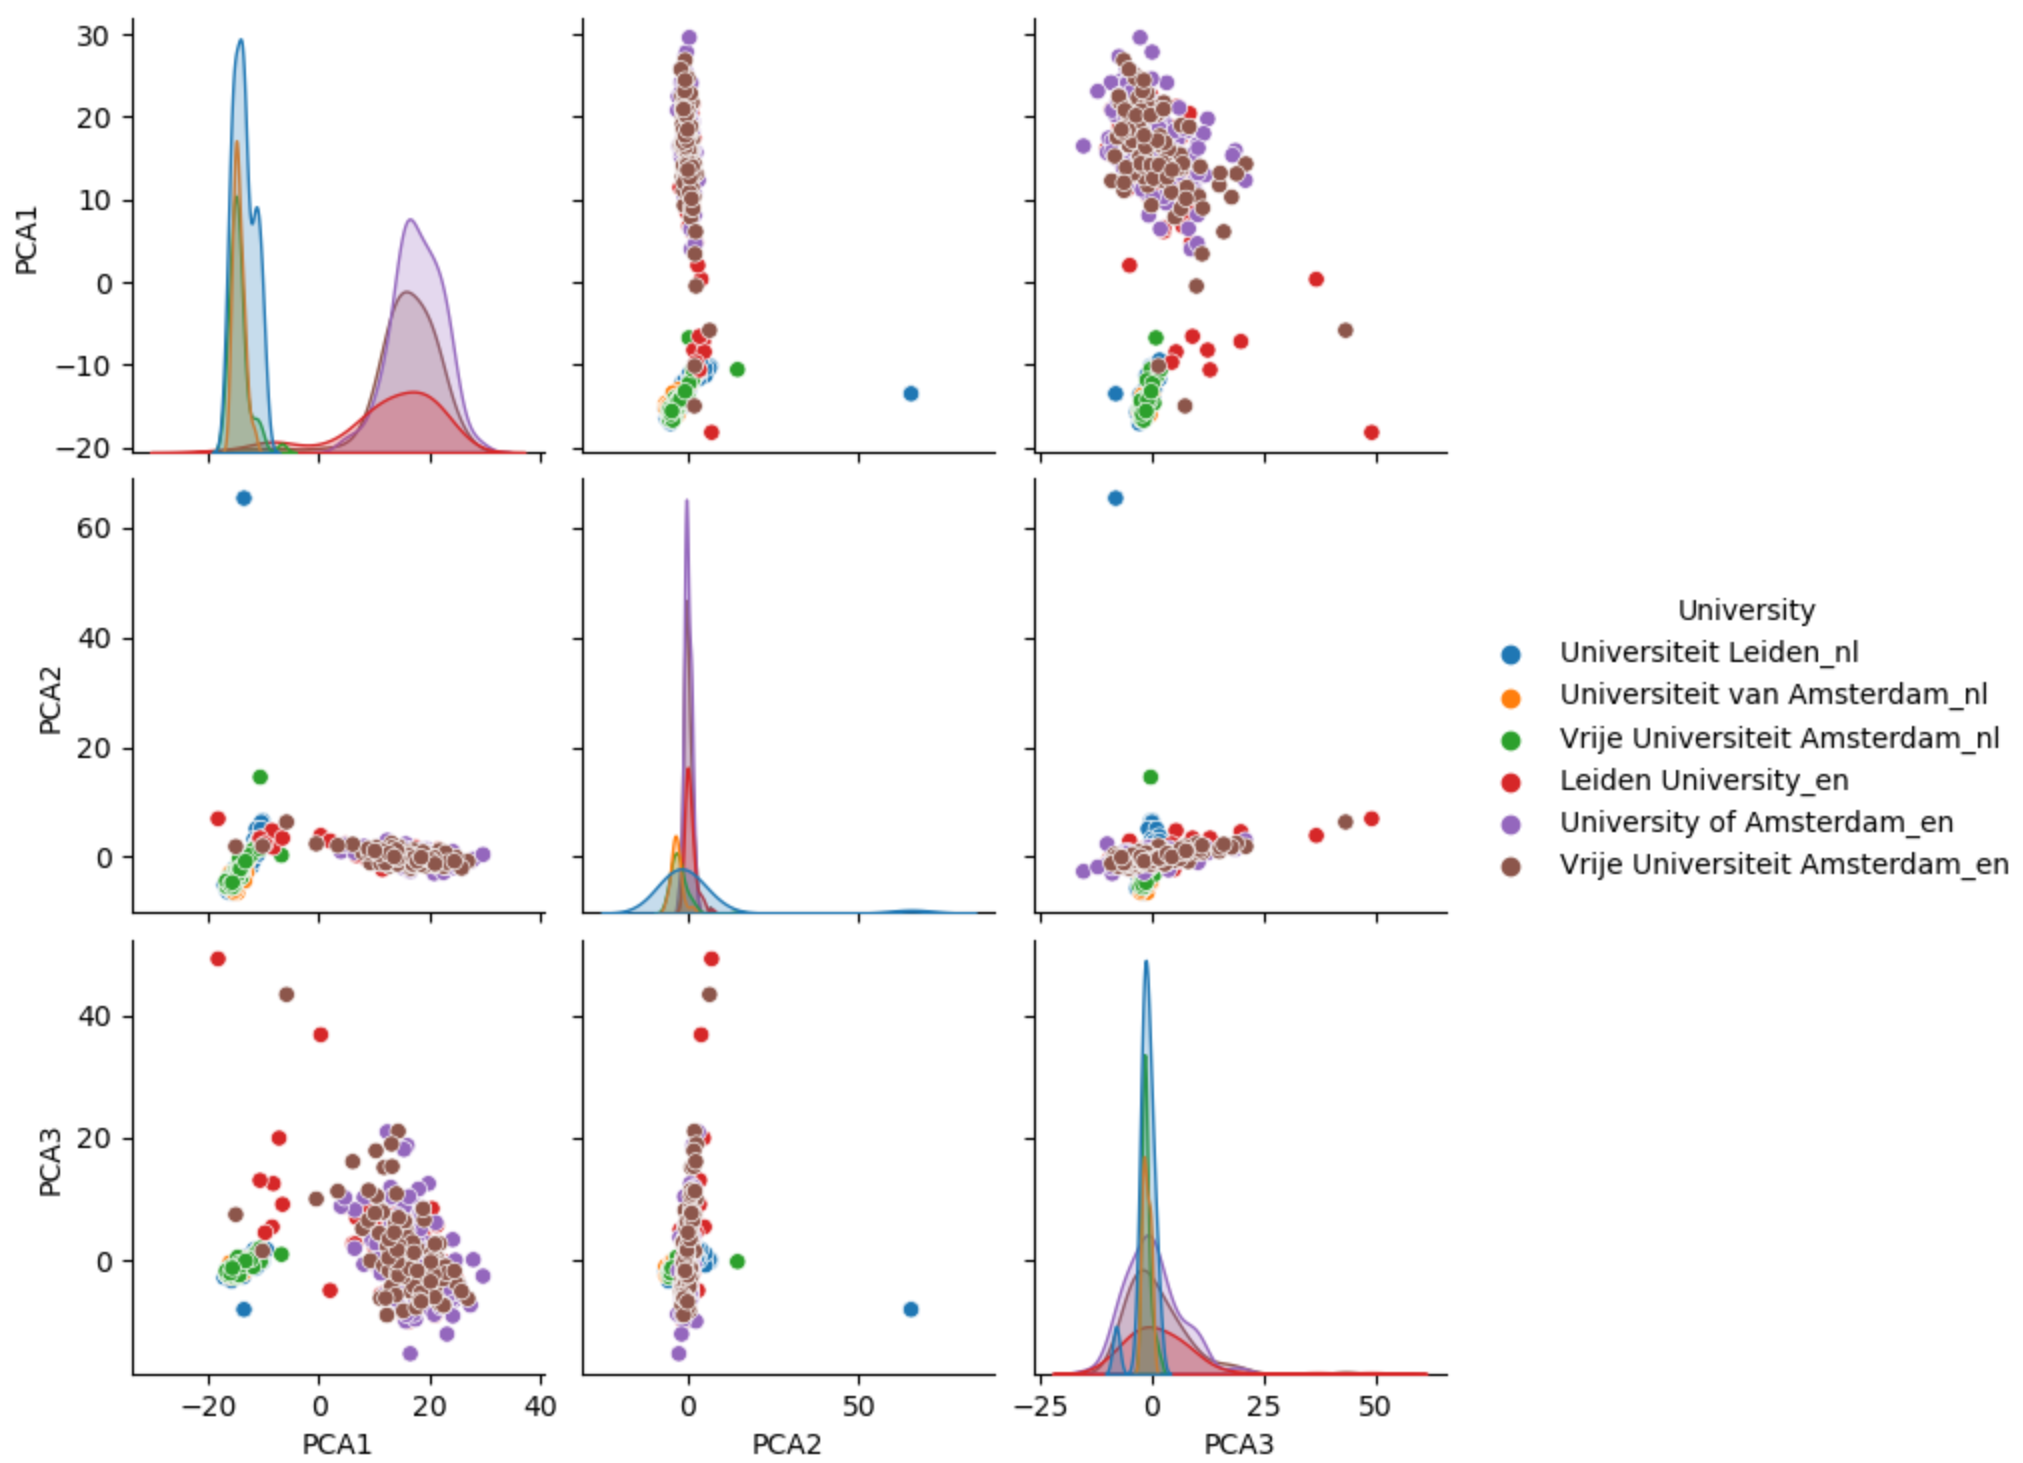 PCA1
30
20
10
0
−10
−20
PCA2
60
40
20
0
PCA3
40
20
0
−20 0 20 40
0 50
−25 0 25 50
PCA1 PCA2 PCA3
University
Universiteit Leiden_nl
Universiteit van Amsterdam_nl
Vrije Universiteit Amsterdam_nl
Leiden University_en
University of Amsterdam_en
Vrije Universiteit Amsterdam_en